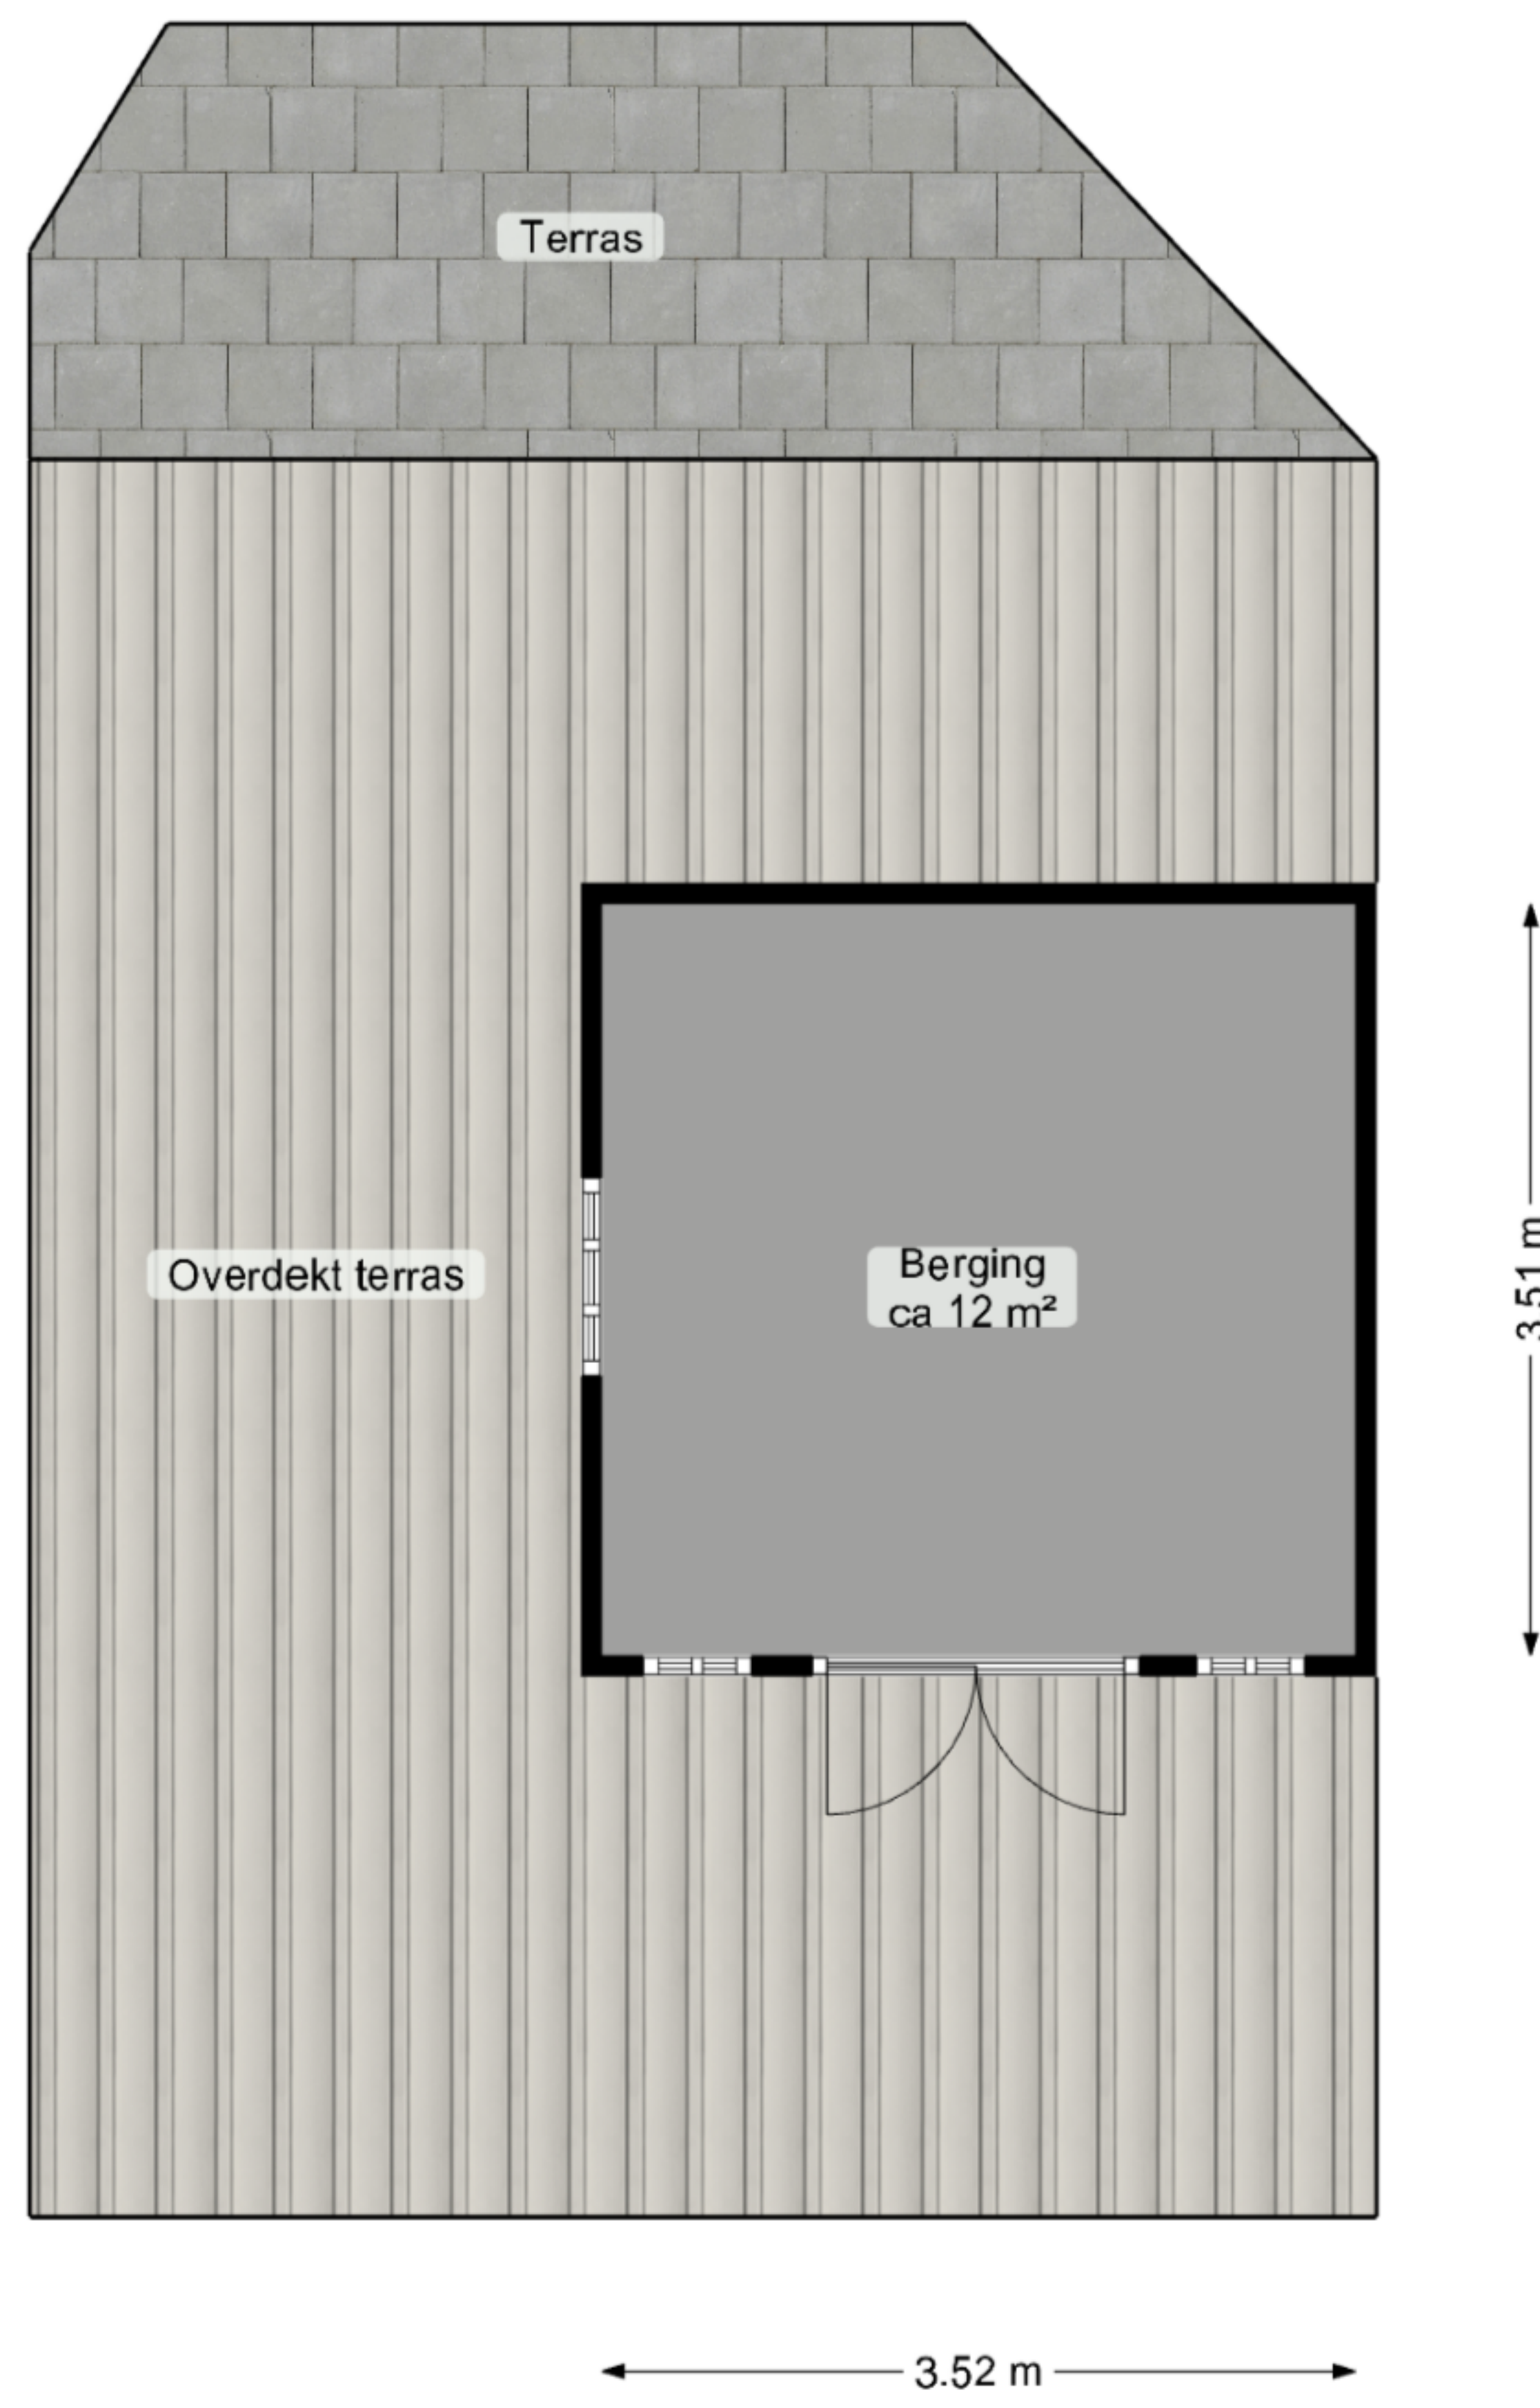 Terras
Overdekt terras
Berging
ca 12 m²
3.51 m
3.52 m